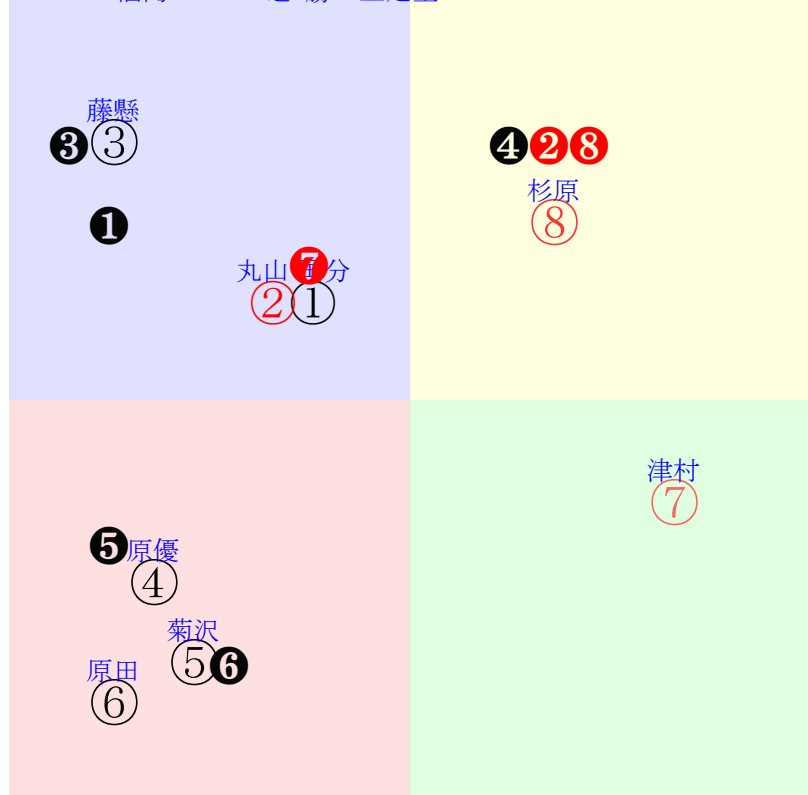 藤懸
❸③
❹❷❽
杉原
⑧
❶
❼
丸山 分
②①
津村
⑦
❺原優
④
菊沢
⑤❻
原田
⑥